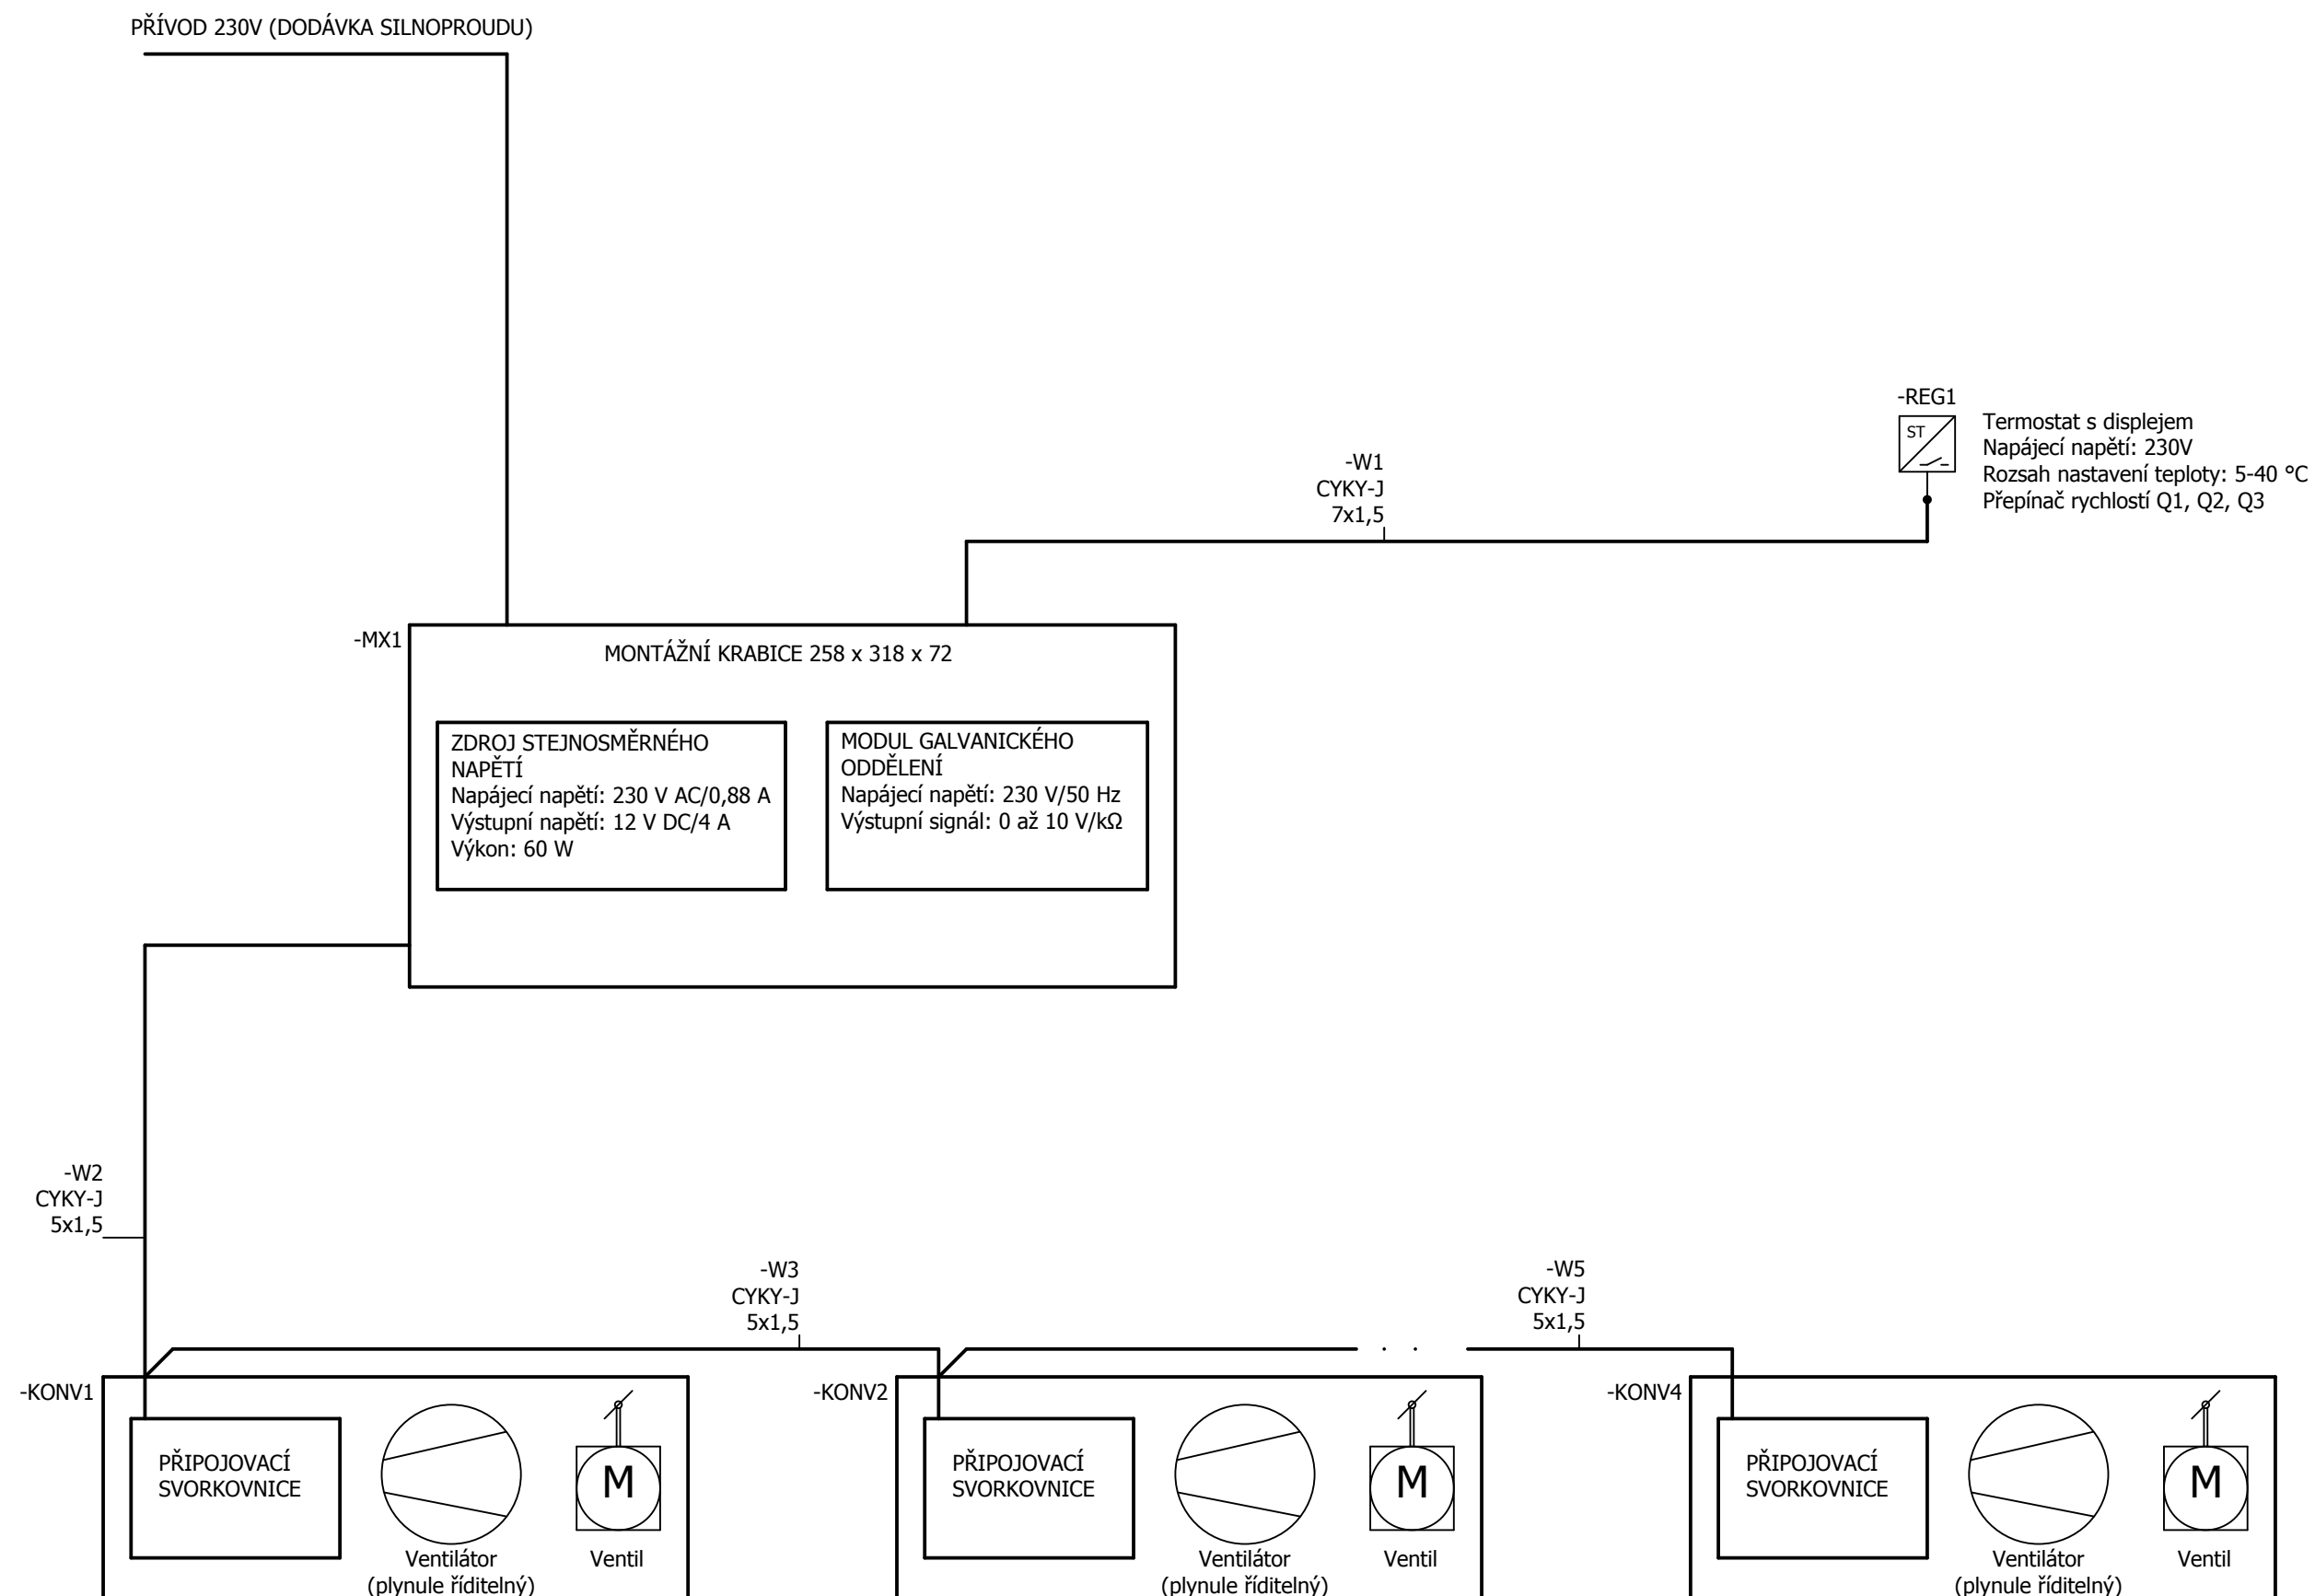 PŘÍVOD 230V (DODÁVKA SILNOPROUDU)
-REG1
ST
Termostat s displejem
Napájecí napětí: 230V
Rozsah nastavení teploty: 5-40 °C
Přepínač rychlostí Q1, Q2, Q3
-W1
CYKY-J
7x1,5
-MX1
MONTÁŽNÍ KRABICE 258 x 318 x 72
ZDROJ STEJNOSMĚRNÉHO
NAPĚTÍ
Napájecí napětí: 230 V AC/0,88 A
Výstupní napětí: 12 V DC/4 A
Výkon: 60 W
MODUL GALVANICKÉHO
ODDĚLENÍ
Napájecí napětí: 230 V/50 Hz
Výstupní signál: 0 až 10 V/kΩ
-W2
CYKY-J
5x1,5
-W3
CYKY-J
5x1,5
-W5
CYKY-J
5x1,5
-KONV1
PŘIPOJOVACÍ
SVORKOVNICE
M
Ventilátor
(plynule říditelný)
Ventil
-KONV2
PŘIPOJOVACÍ
SVORKOVNICE
M
Ventilátor
(plynule říditelný)
Ventil
-KONV4
PŘIPOJOVACÍ
SVORKOVNICE
M
Ventilátor
(plynule říditelný)
Ventil